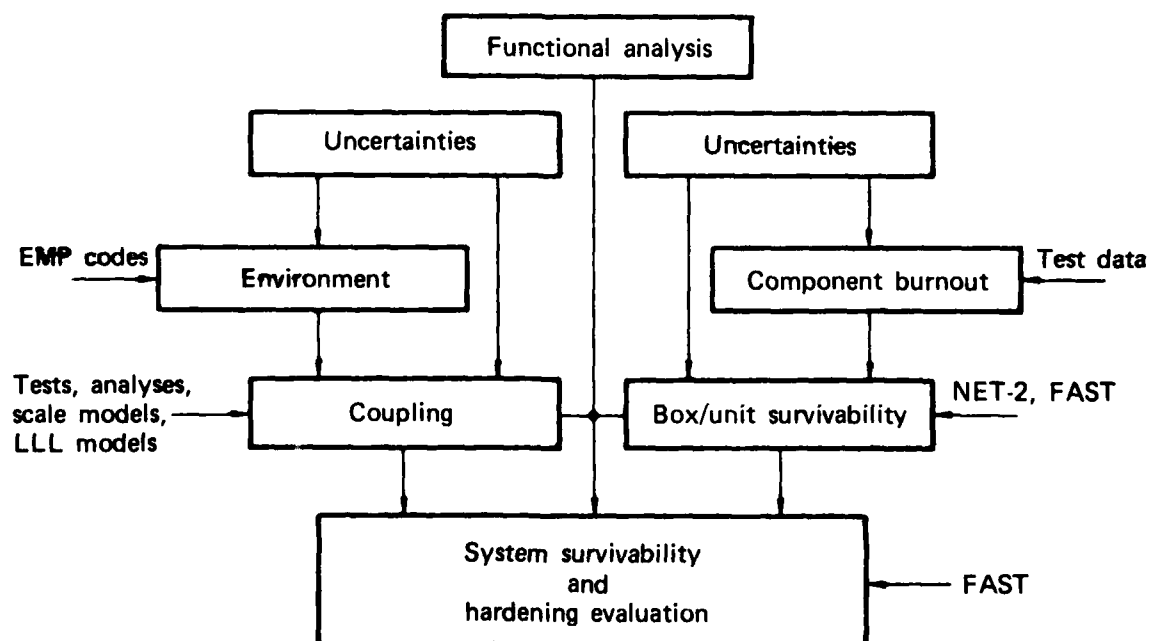 Functional analysis
Uncertainties
Uncertainties
EMP codes
Environment
Component burnout
Test data
Tests, analyses,
scale models,
LLL models
Coupling
Box/unit survivability
NET-2, FAST
System survivability
and
hardening evaluation
FAST